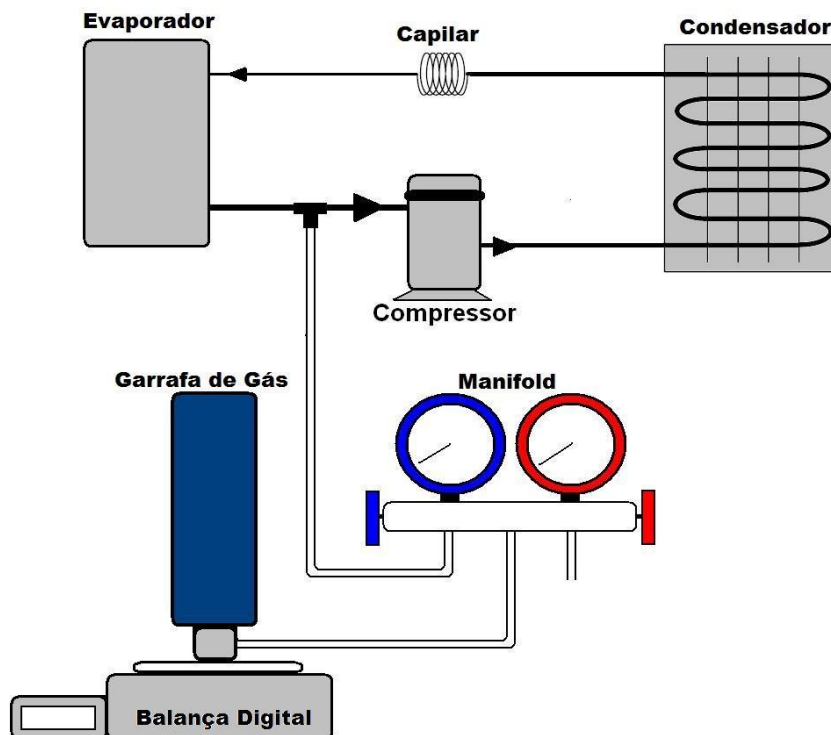 Evaporador
Capilar
Condensador
Compressor
Garrafa de Gás
Manifold
Balança Digital